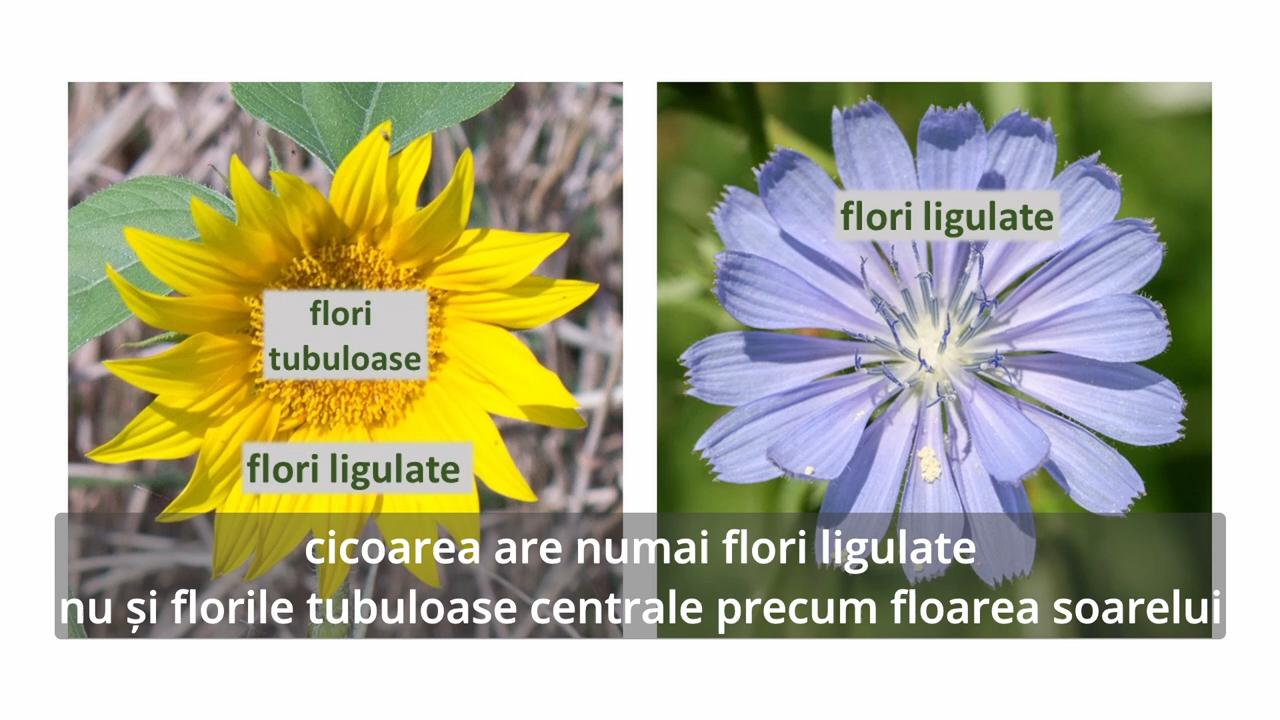 flori
tubuloase
flori ligulate
flori ligulate
cicoarea are numai flori ligulate
nu și florile tubuloase centrale precum floarea soarelui